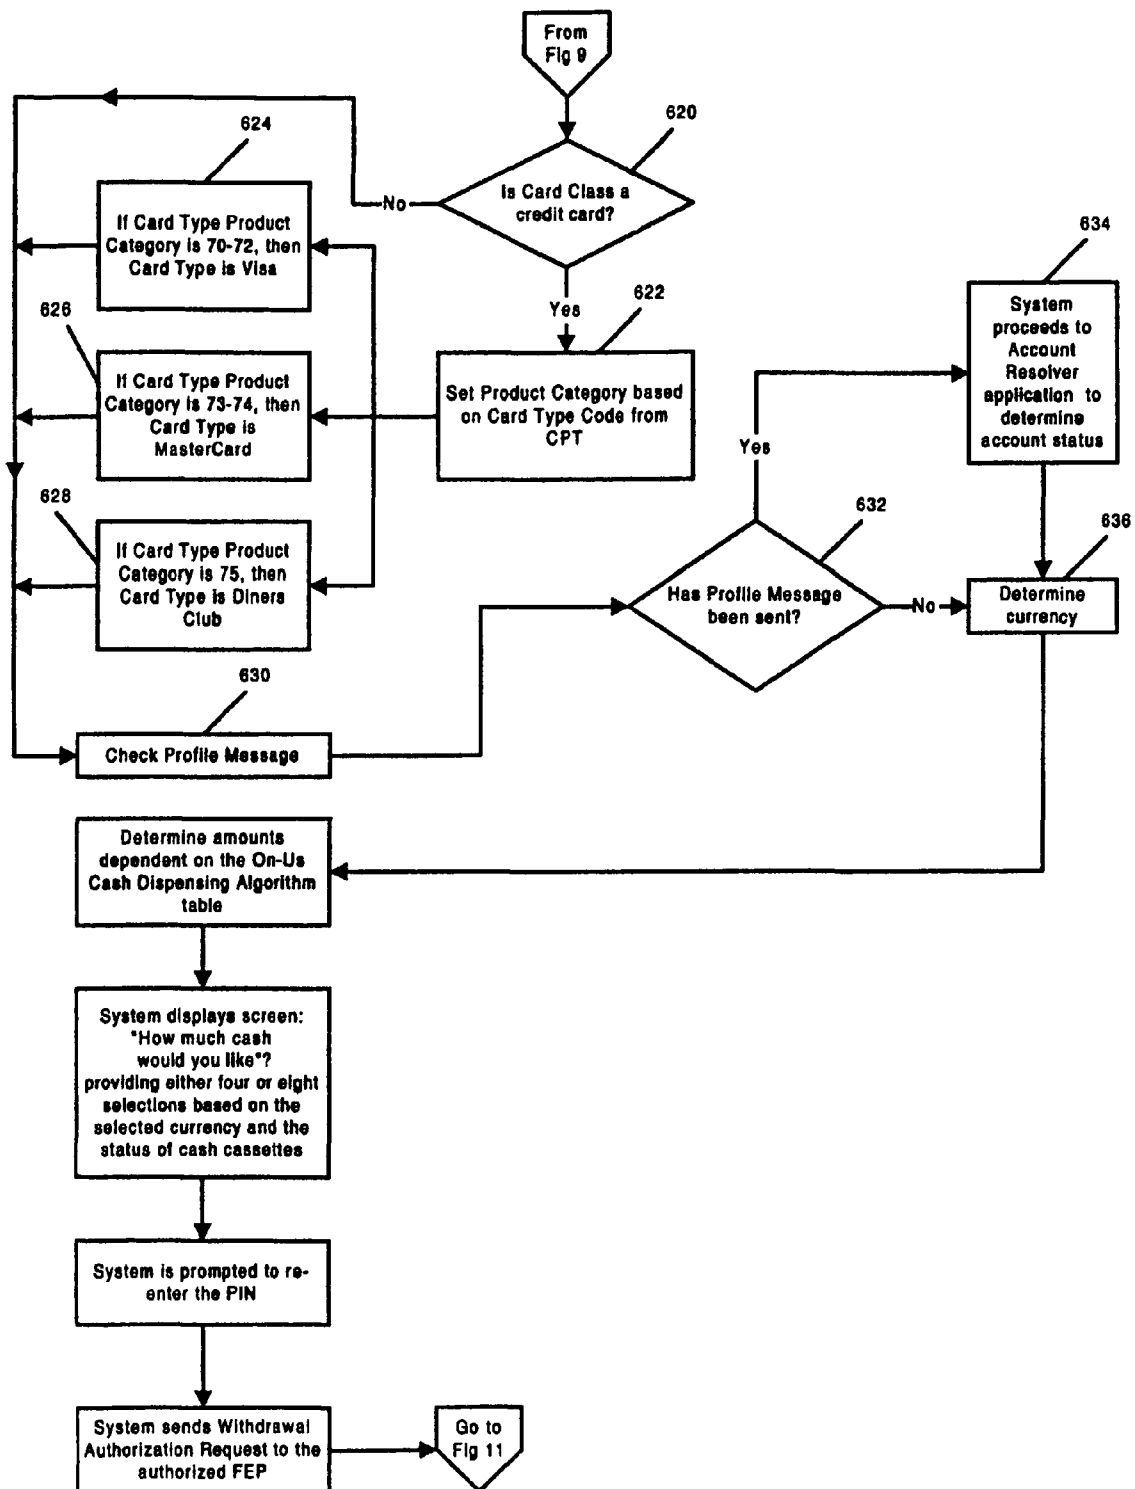 From
Fig 9
620
Is Card Class a
credit card?
No
Yes
622
Set Product Category based
on Card Type Code from
CPT
624
If Card Type Product
Category is 70-72, then
Card Type is Visa
626
If Card Type Product
Category is 73-74, then
Card Type is
MasterCard
628
If Card Type Product
Category is 75, then
Card Type is Diners
Club
630
Check Profile Message
632
Has Profile Message
been sent?
Yes
No
634
System
proceeds to
Account
Resolver
application to
determine
account status
636
Determine
currency
Determine amounts
dependent on the On-Us
Cash Dispensing Algorithm
table
System displays screen:
"How much cash
would you like"?
providing either four or eight
selections based on the
selected currency and the
status of cash cassettes
System is prompted to re-
enter the PIN
System sends Withdrawal
Authorization Request to the
authorized FEP
Go to
Fig 11